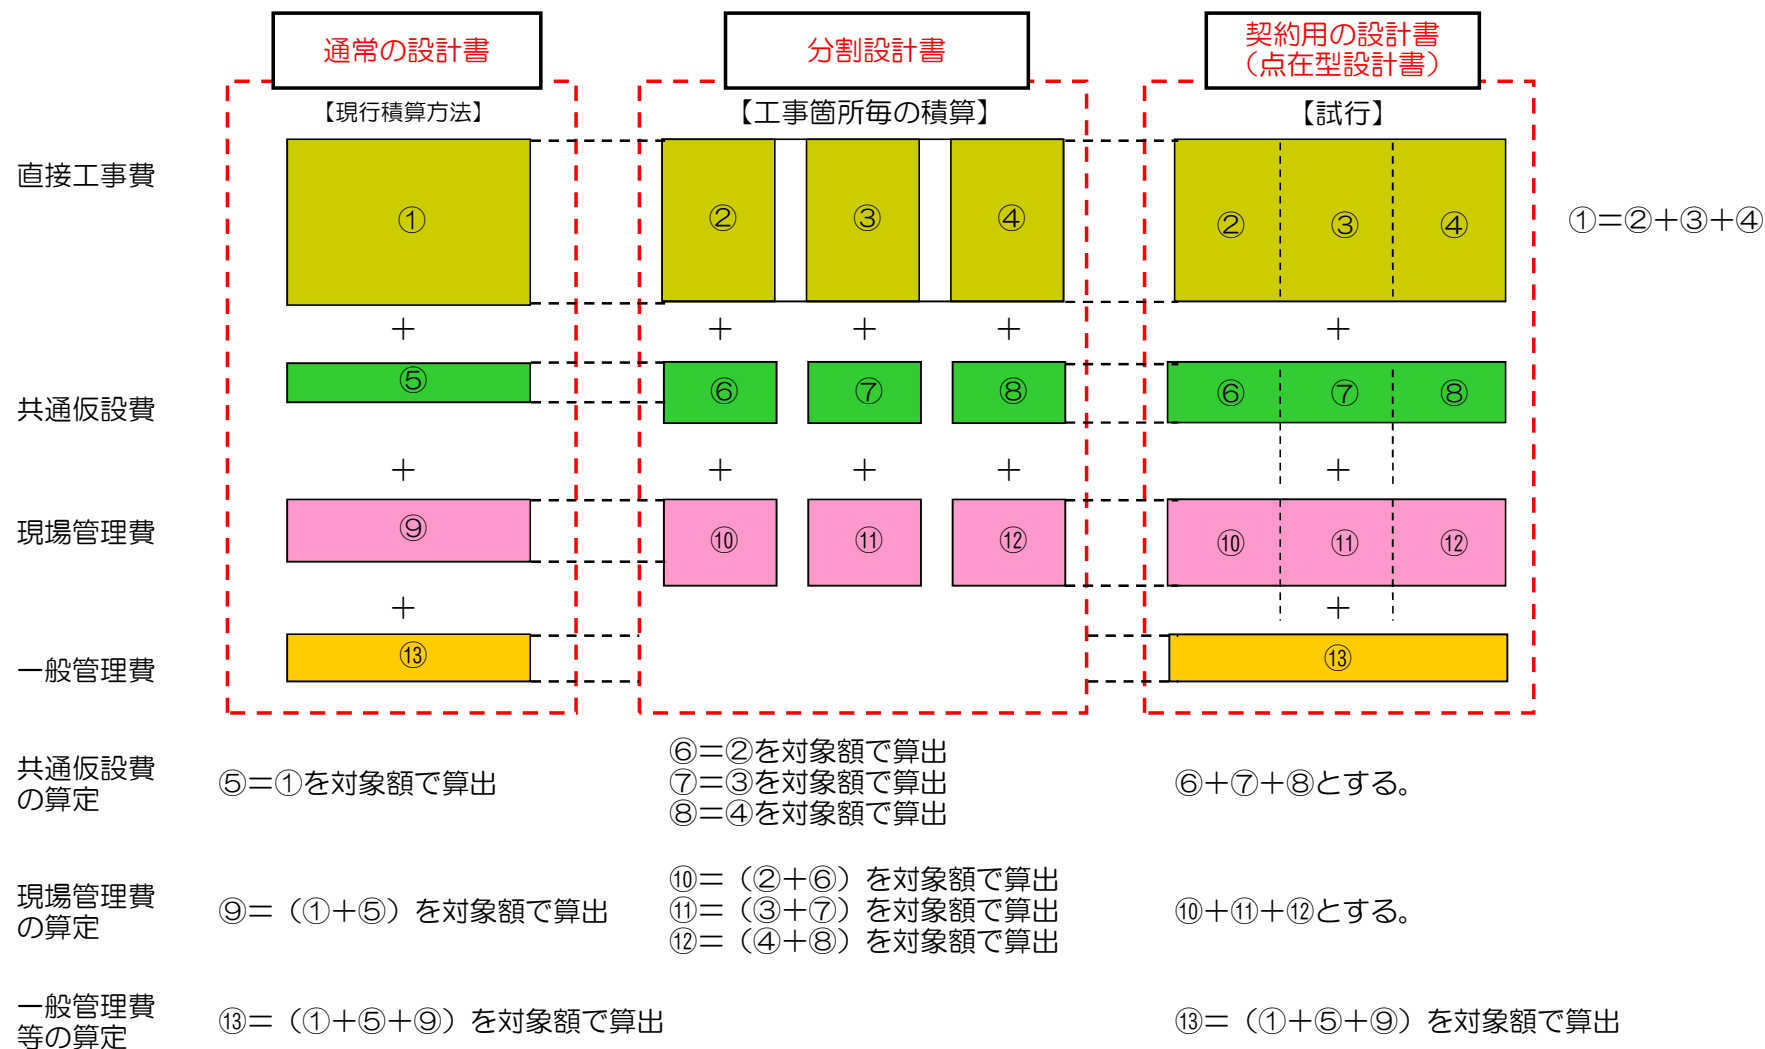 通常の設計書
分割設計書
契約用の設計書
（点在型設計書）
【現行積算方法】
【工事箇所毎の積算】
【試行】
直接工事費
①
②
③
④
②
③
④
①＝②＋③＋④
＋
＋
＋
＋
＋
共通仮設費
⑤
⑥
⑦
⑧
⑥
⑦
⑧
＋
＋
＋
＋
＋
現場管理費
⑨
⑩
⑪
⑫
⑩
⑪
⑫
＋
＋
一般管理費
⑬
⑬
共通仮設費
の算定
⑤＝①を対象額で算出
⑥＝②を対象額で算出
⑦＝③を対象額で算出
⑧＝④を対象額で算出
⑥＋⑦＋⑧とする。
現場管理費
の算定
⑨＝（①＋⑤）を対象額で算出
⑩＝（②＋⑥）を対象額で算出
⑪＝（③＋⑦）を対象額で算出
⑫＝（④＋⑧）を対象額で算出
⑩＋⑪＋⑫とする。
一般管理費
等の算定
⑬＝（①＋⑤＋⑨）を対象額で算出
⑬＝（①＋⑤＋⑨）を対象額で算出